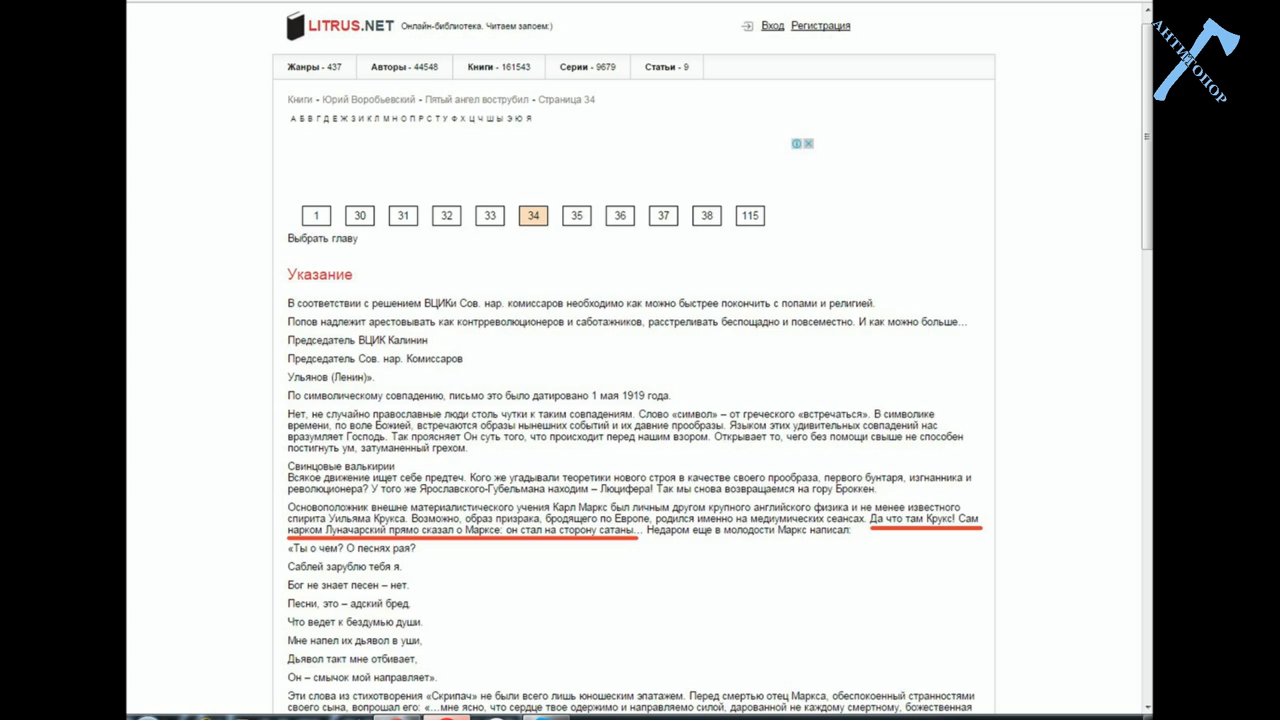 LITRUS.NET Онлайн-библиотека. Читаем запоем:)
Вход Регистрация
АНТИТОПОР
Жанры - 437 Авторы - 44548 Книги - 161543 Серии - 9679 Статьи - 9
Книги - Юрий Воробьевский - Пятый ангел вострубил - Страница 34
А Б В Г Д Е Ж З И К Л М Н О П Р С Т У Ф Х Ц Ч Ш Ы Э Ю Я
1 30 31 32 33 34 35 36 37 38 115
Выбрать главу
Указание
В соответствии с решением ВЦИКи Сов. нар. комиссаров необходимо как можно быстрее покончить с попами и религией.
Попов надлежит арестовывать как контрреволюционеров и саботажников, расстреливать беспощадно и повсеместно. И как можно больше…
Председатель ВЦИК Калинин
Председатель Сов. нар. Комиссаров
Ульянов (Ленин)».
По символическому совпадению, письмо это было датировано 1 мая 1919 года.
Нет, не случайно православные люди столь чутки к таким совпадениям. Слово «символ» – от греческого «встречаться». В символике
времени, по воле Божией, встречаются образы нынешних событий и их давние прообразы. Языком этих удивительных совпадений нас
вразумляет Господь. Так проясняет Он суть того, что происходит перед нашим взором. Открывает то, чего без помощи свыше не способен
постигнуть ум, затуманенный грехом.
Свинцовые валькирии
Всякое движение ищет себе предтеч. Кого же угадывали теоретики нового строя в качестве своего прообраза, первого бунтаря, изгнанника и
революционера? У того же Ярославского-Губельмана находим – Люцифера! Так мы снова возвращаемся на гору Броккен.
Основоположник внешне материалистического учения Карл Маркс был личным другом крупного английского физика и не менее известного
спирита Уильяма Крукса. Возможно, образ призрака, бродящего по Европе, родился именно на медиумических сеансах. Да что там Крукс! Сам
нарком Луначарский прямо сказал о Марксе: он стал на сторону сатаны… Недаром еще в молодости Маркс написал:
«Ты о чем? О песнях рая?
Саблей зарублю тебя я.
Бог не знает песен – нет.
Песни, это – адский бред.
Что ведет к бездумью души.
Мне напел их дьявол в уши,
Дьявол такт мне отбивает,
Он – смычок мой направляет».
Эти слова из стихотворения «Скрипач» не были всего лишь юношеским эпатажем. Перед смертью отец Маркса, обеспокоенный странностями
своего сына, вопрошал его: «…мне ясно, что сердце твое одержимо и направляемо силой, дарованной не каждому смертному, божественная